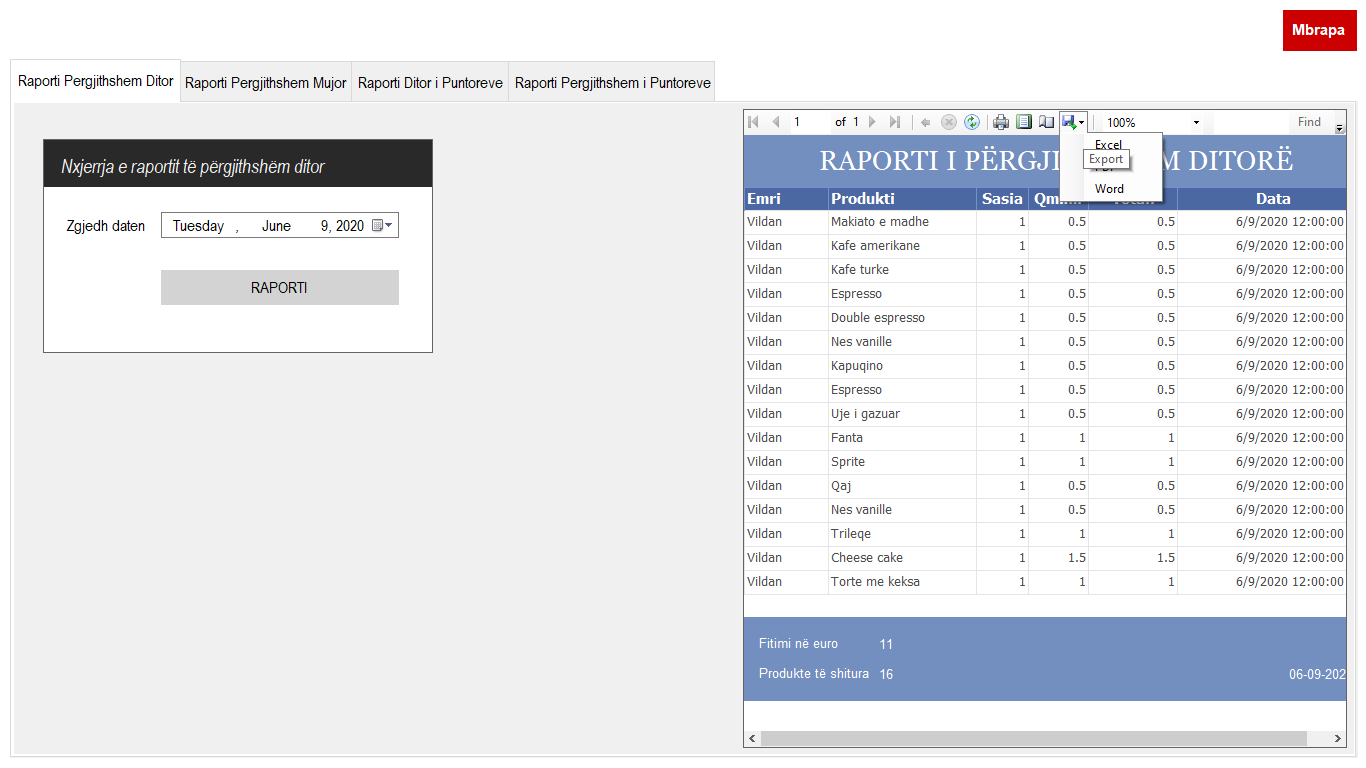 Mbrapa
Raporti Pergjithshem Ditor Raporti Pergjithshem Mujor Raporti Ditor i Puntoreve Raporti Pergjithshem i Puntoreve
Nxjerrja e raportit të përgjithshëm ditor
Zgjedh daten Tuesday , June 9, 2020
RAPORTI
1 of 1 100% Find
Excel
Export
Word
RAPORTI I PËRGJ M DITORË
Emri Produkti Sasia Data
Vildan Makiato e madhe 1 0.5 0.5 6/9/2020 12:00:00
Vildan Kafe amerikane 1 0.5 0.5 6/9/2020 12:00:00
Vildan Kafe turke 1 0.5 0.5 6/9/2020 12:00:00
Vildan Espresso 1 0.5 0.5 6/9/2020 12:00:00
Vildan Double espresso 1 0.5 0.5 6/9/2020 12:00:00
Vildan Nes vanille 1 0.5 0.5 6/9/2020 12:00:00
Vildan Kapuqino 1 0.5 0.5 6/9/2020 12:00:00
Vildan Espresso 1 0.5 0.5 6/9/2020 12:00:00
Vildan Uje i gazuar 1 0.5 0.5 6/9/2020 12:00:00
Vildan Fanta 1 1 1 6/9/2020 12:00:00
Vildan Sprite 1 1 1 6/9/2020 12:00:00
Vildan Qaj 1 0.5 0.5 6/9/2020 12:00:00
Vildan Nes vanille 1 0.5 0.5 6/9/2020 12:00:00
Vildan Trileqe 1 1 1 6/9/2020 12:00:00
Vildan Cheese cake 1 1.5 1.5 6/9/2020 12:00:00
Vildan Torte me keksa 1 1 1 6/9/2020 12:00:00
Fitimi në euro 11
Produkte të shitura 16 06-09-202